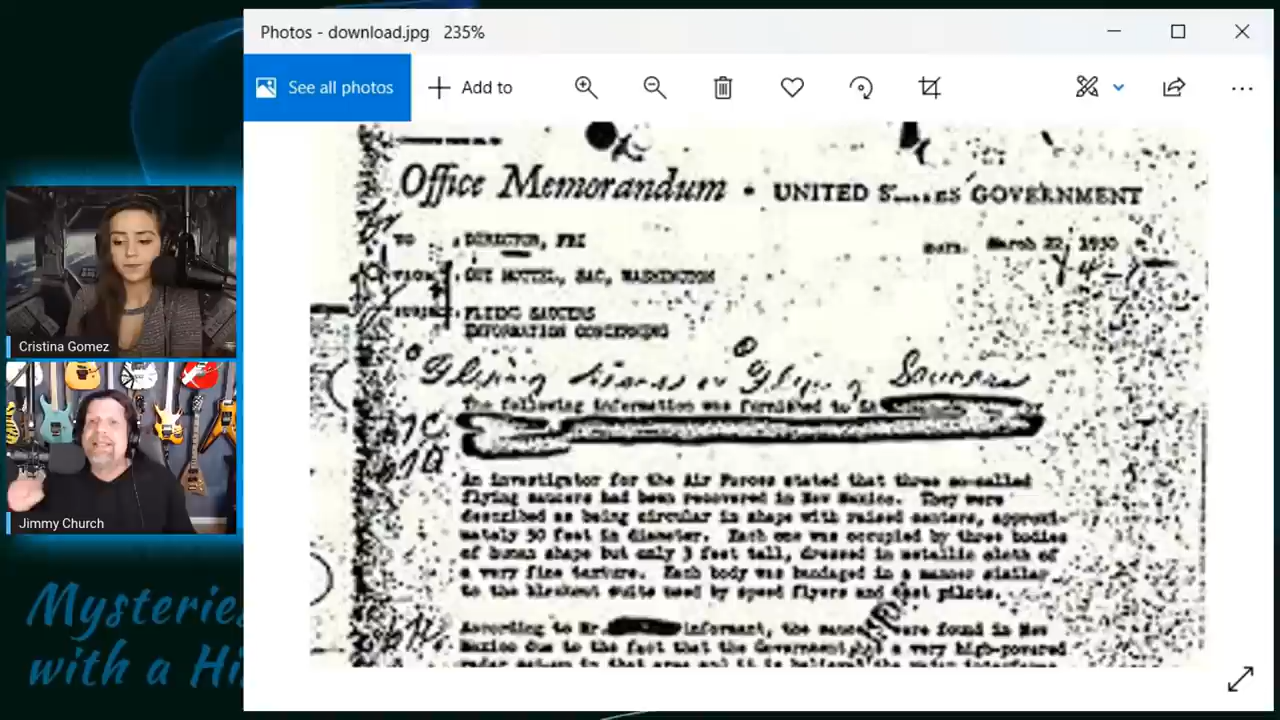 Photos - download.jpg 235%
See all photos
Add to
Office Memorandum • UNITED S...ES GOVERNMENT
TO : DIRECTOR, FBI
March 22, 1950
GUY HOTTEL, SAC, WASHINGTON
SUBJECT: FLYING SAUCERS
INFORMATION CONCERNING
Flying or Flying Saucers
The following information was furnished to SA
An investigator for the Air Forces stated that three so-called
flying saucers had been recovered in New Mexico. They were
described as being circular in shape with raised centers, approxi-
mately 50 feet in diameter. Each one was occupied by three bodies
of human shape but only 3 feet tall, dressed in metallic cloth of
a very fine texture. Each body was bandaged in a manner similar
to the blackout suits used by speed flyers and test pilots.
According to Mr. informant, the saucers were found in New
Mexico due to the fact that the Government has a very high-powered
Cristina Gomez
Jimmy Church
Mysteries
with a Hi